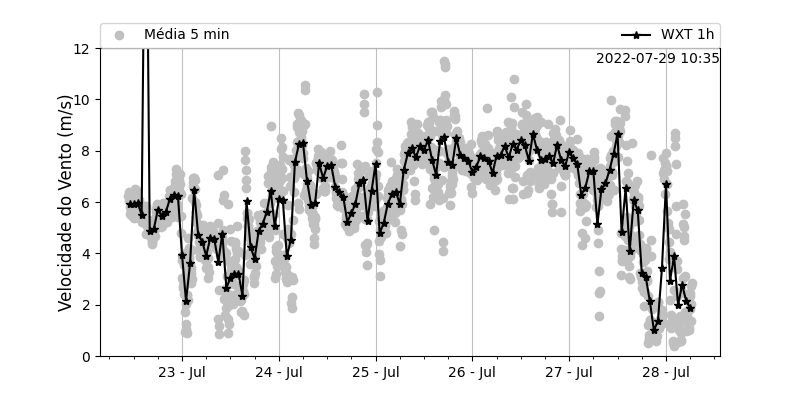 Média 5 min
WXT 1h
2022-07-29 10:35
Velocidade do Vento (m/s)
12
10
8
6
4
2
0
23 - Jul
24 - Jul
25 - Jul
26 - Jul
27 - Jul
28 - Jul